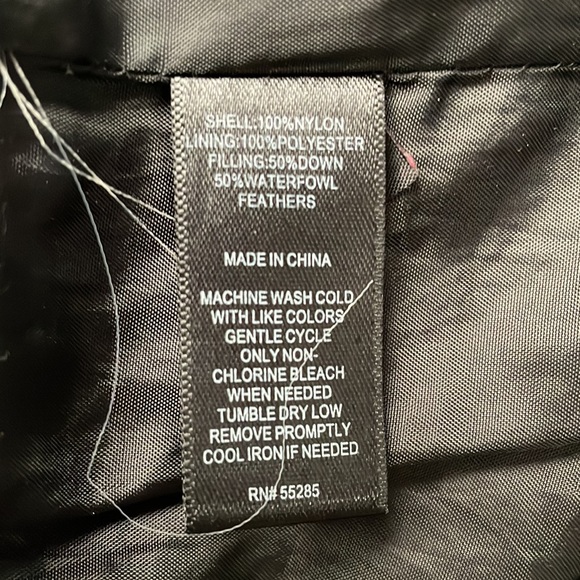 SHELL:100%NYLON
LINING:100%POLYESTER
FILLING:50%DOWN
50%WATERFOWL
FEATHERS
MADE IN CHINA
MACHINE WASH COLD
WITH LIKE COLORS
GENTLE CYCLE
ONLY NON-
CHLORINE BLEACH
WHEN NEEDED
TUMBLE DRY LOW
REMOVE PROMPTLY
COOL IRON IF NEEDED
RN# 55285